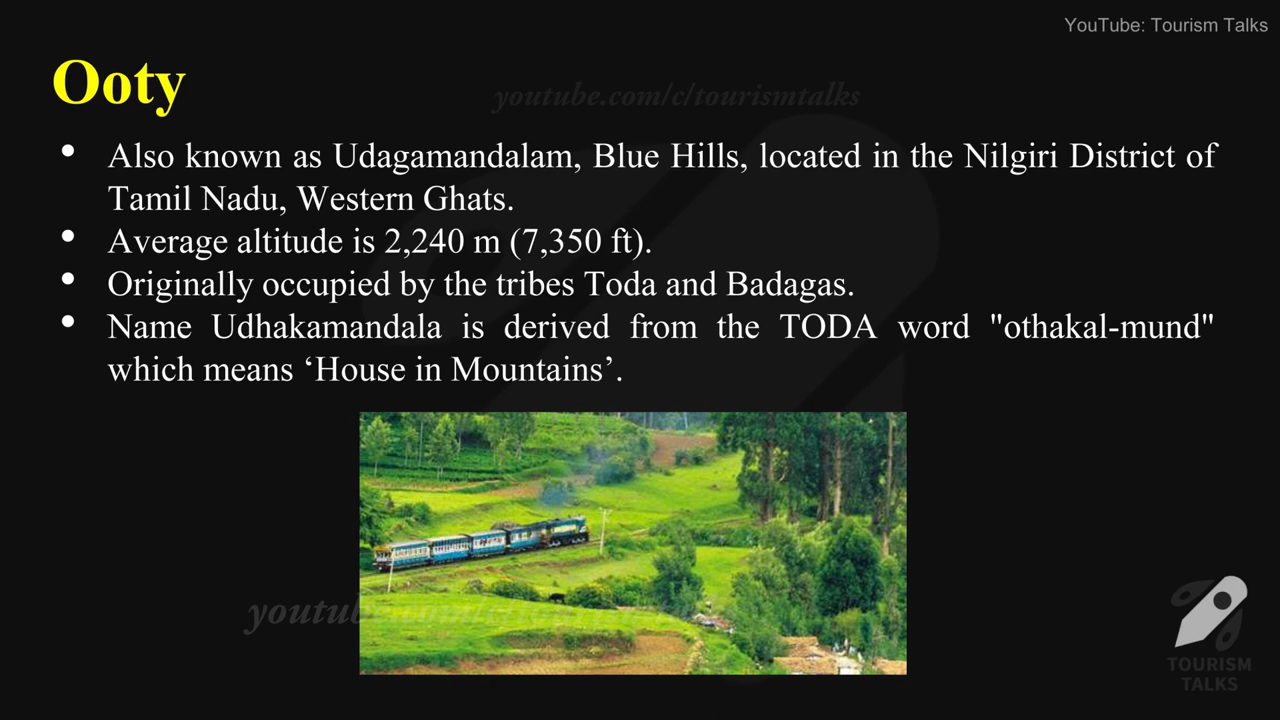 YouTube: Tourism Talks
Ooty
youtube.com/c/tourismtalks
• Also known as Udagamandalam, Blue Hills, located in the Nilgiri District of
Tamil Nadu, Western Ghats.
• Average altitude is 2,240 m (7,350 ft).
• Originally occupied by the tribes Toda and Badagas.
• Name Udhakamandala is derived from the TODA word "othakal-mund"
which means ‘House in Mountains’.
TOURISM
TALKS